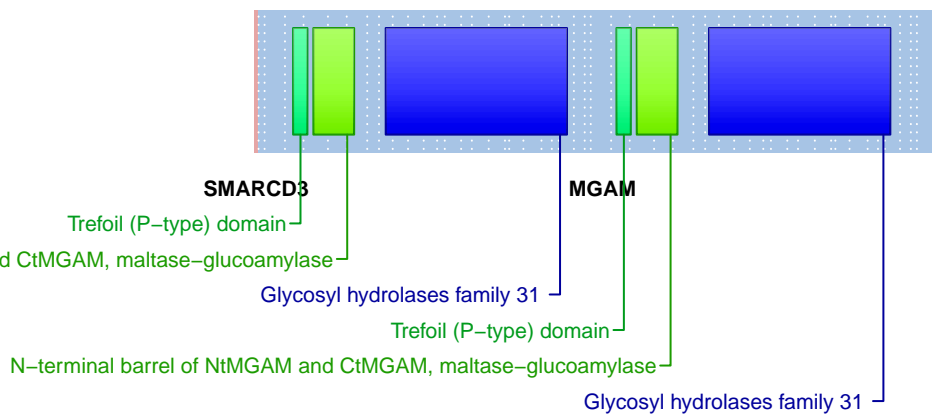 SMARCD3 MGAM
Trefoil (P−type) domain
d CtMGAM, maltase−glucoamylase
Glycosyl hydrolases family 31
Trefoil (P−type) domain
N−terminal barrel of NtMGAM and CtMGAM, maltase−glucoamylase
Glycosyl hydrolases family 31